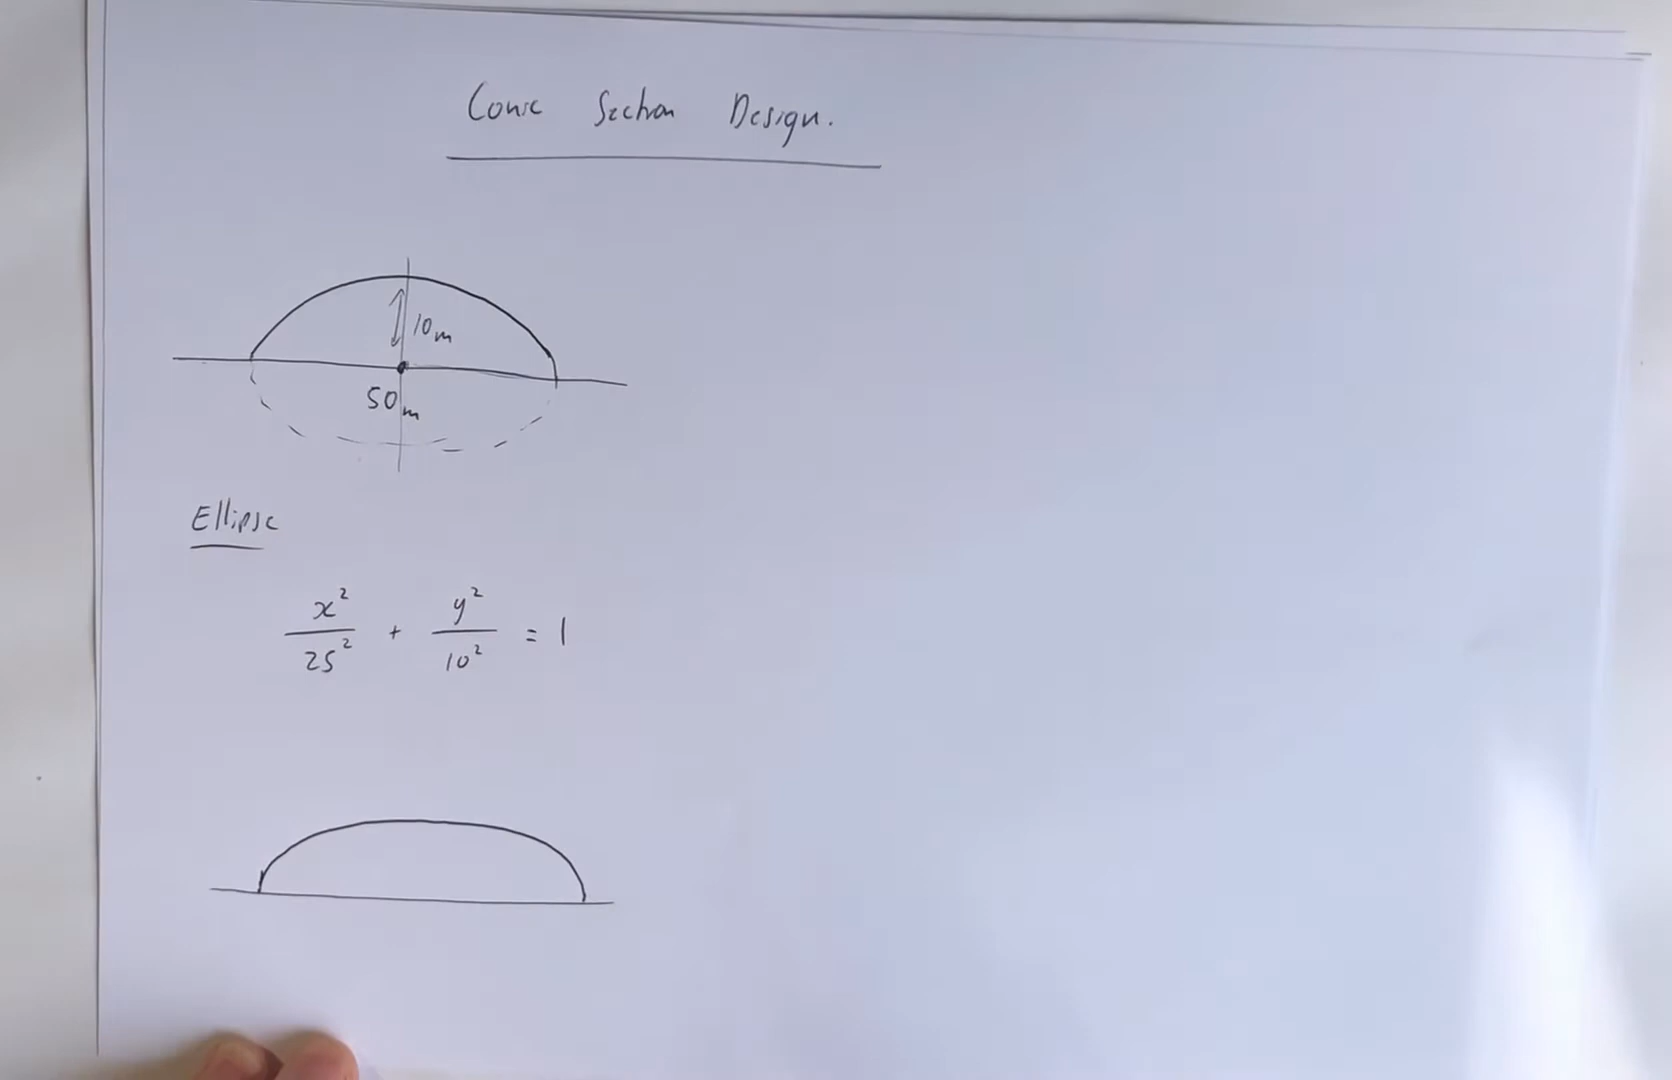 Conic Section Design.
10m
50m
Ellipse
x²/25² + y²/10² = 1